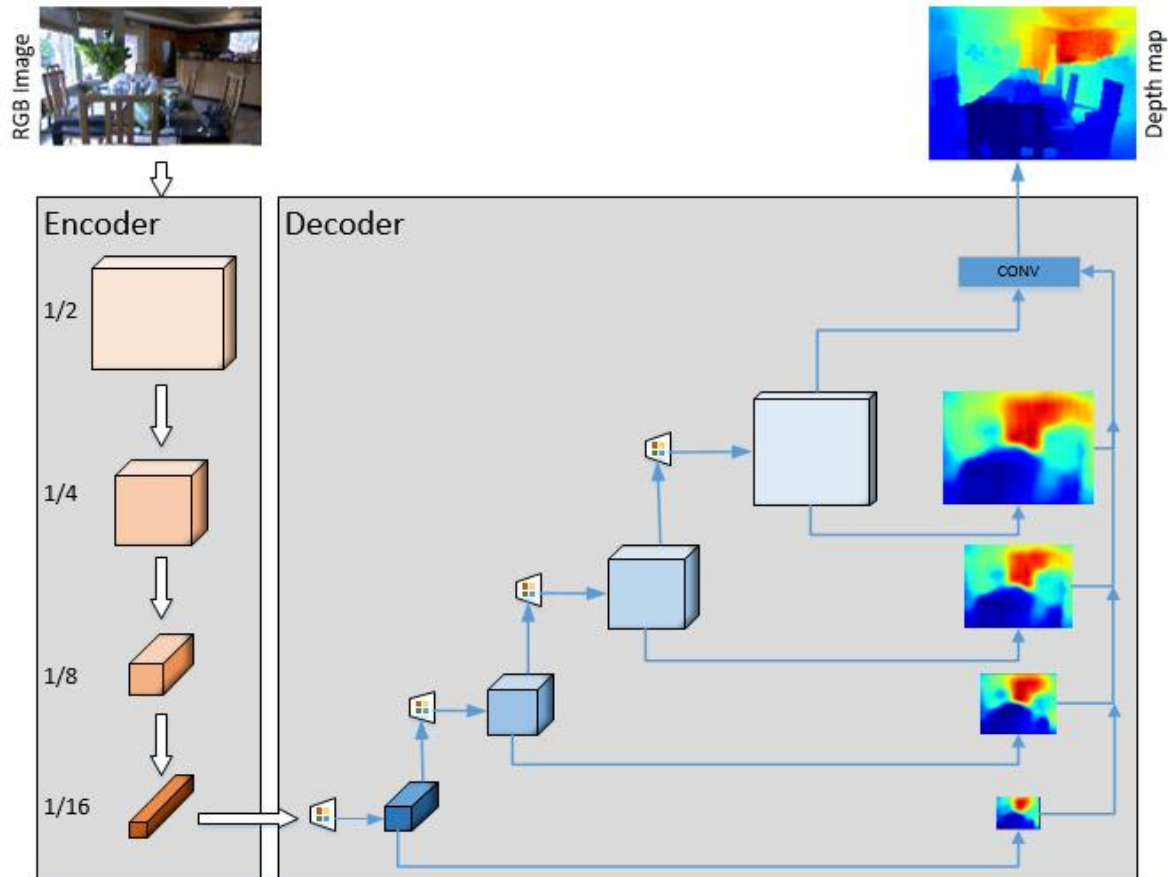 RGB Image
Depth map
Encoder
Decoder
CONV
1/2
1/4
1/8
1/16